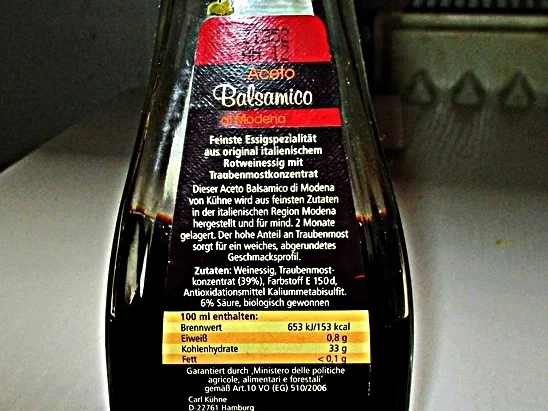 Aceto
Balsamico
di Modena
Feinste Essigspezialität
aus original italienischem
Rotweinessig mit
Traubenmostkonzentrat
Dieser Aceto Balsamico di Modena
von Kühne wird aus feinsten Zutaten
in der italienischen Region Modena
hergestellt und für mind. 2 Monate
gelagert. Der hohe Anteil an Traubenmost
sorgt für ein weiches, abgerundetes
Geschmacksprofil.
Zutaten: Weinessig, Traubenmost-
konzentrat (39%), Farbstoff E 150d,
Antioxidationsmittel Kaliummetabisulfit.
6% Säure, biologisch gewonnen
100 ml enthalten:
Brennwert 653 kJ/153 kcal
Eiweiß 0,8 g
Kohlenhydrate 33 g
Fett < 0,1 g
Garantiert durch „Ministero delle politiche
agricole, alimentari e forestali"
gemäß Art.10 VO (EG) 510/2006
Carl Kühne
D-22761 Hamburg